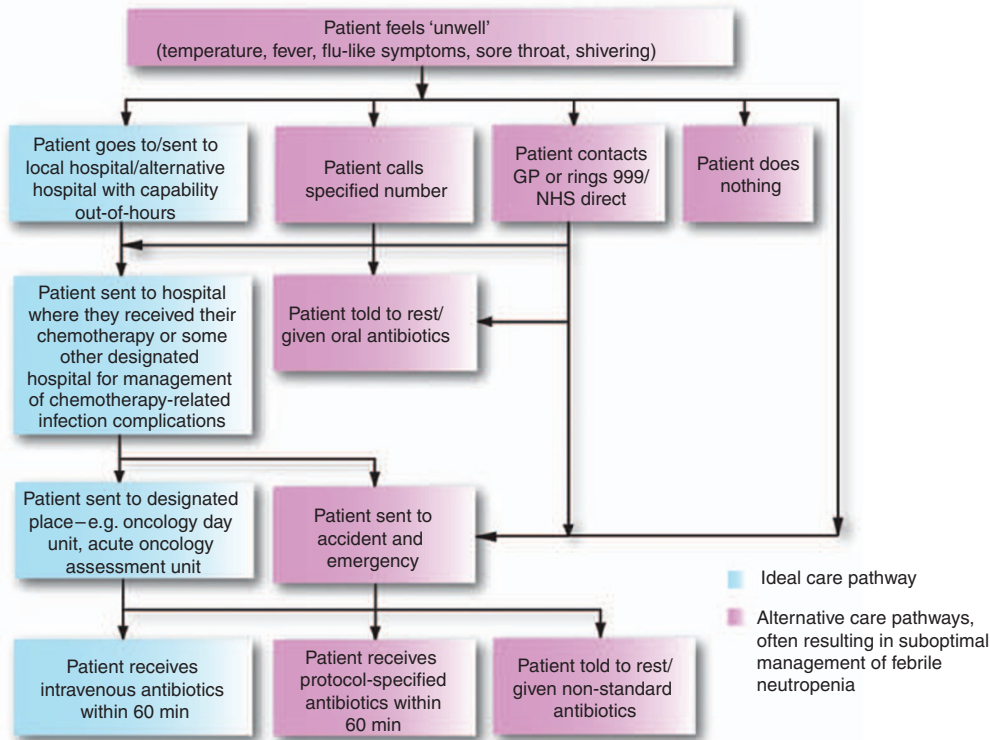 Patient feels ‘unwell’
(temperature, fever, flu-like symptoms, sore throat, shivering)
Patient goes to/sent to
local hospital/alternative
hospital with capability
out-of-hours
Patient calls
specified number
Patient contacts
GP or rings 999/
NHS direct
Patient does
nothing
Patient sent to hospital
where they received their
chemotherapy or some
other designated
hospital for management
of chemotherapy-related
infection complications
Patient told to rest/
given oral antibiotics
Patient sent to designated
place–e.g. oncology day
unit, acute oncology
assessment unit
Patient sent to
accident and
emergency
Patient receives
intravenous antibiotics
within 60 min
Patient receives
protocol-specified
antibiotics within
60 min
Patient told to rest/
given non-standard
antibiotics
Ideal care pathway
Alternative care pathways,
often resulting in suboptimal
management of febrile
neutropenia